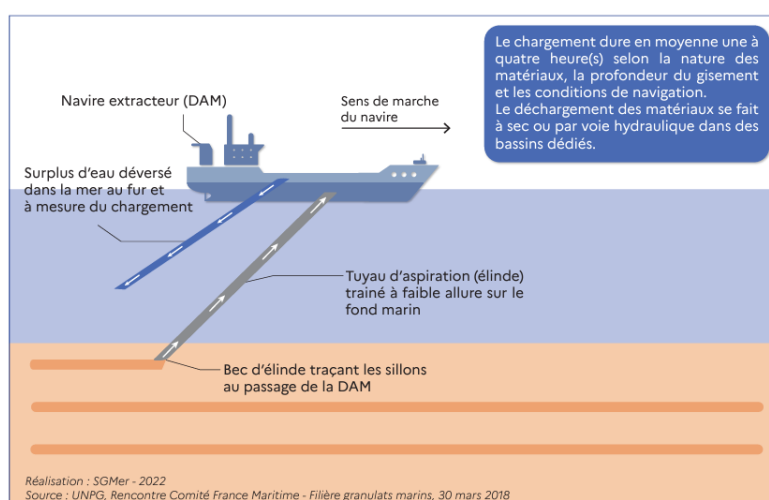 Le chargement dure en moyenne une à
quatre heure(s) selon la nature des
matériaux, la profondeur du gisement
et les conditions de navigation.
Le déchargement des matériaux se fait
à sec ou par voie hydraulique dans des
bassins dédiés.
Navire extracteur (DAM)
Sens de marche
du navire
Surplus d'eau déversé
dans la mer au fur et
à mesure du chargement
Tuyau d'aspiration (élinde)
trainé à faible allure sur le
fond marin
Bec d'élinde traçant les sillons
au passage de la DAM
Réalisation : SGMer - 2022
Source : UNPG, Rencontre Comité France Maritime - Filière granulats marins, 30 mars 2018